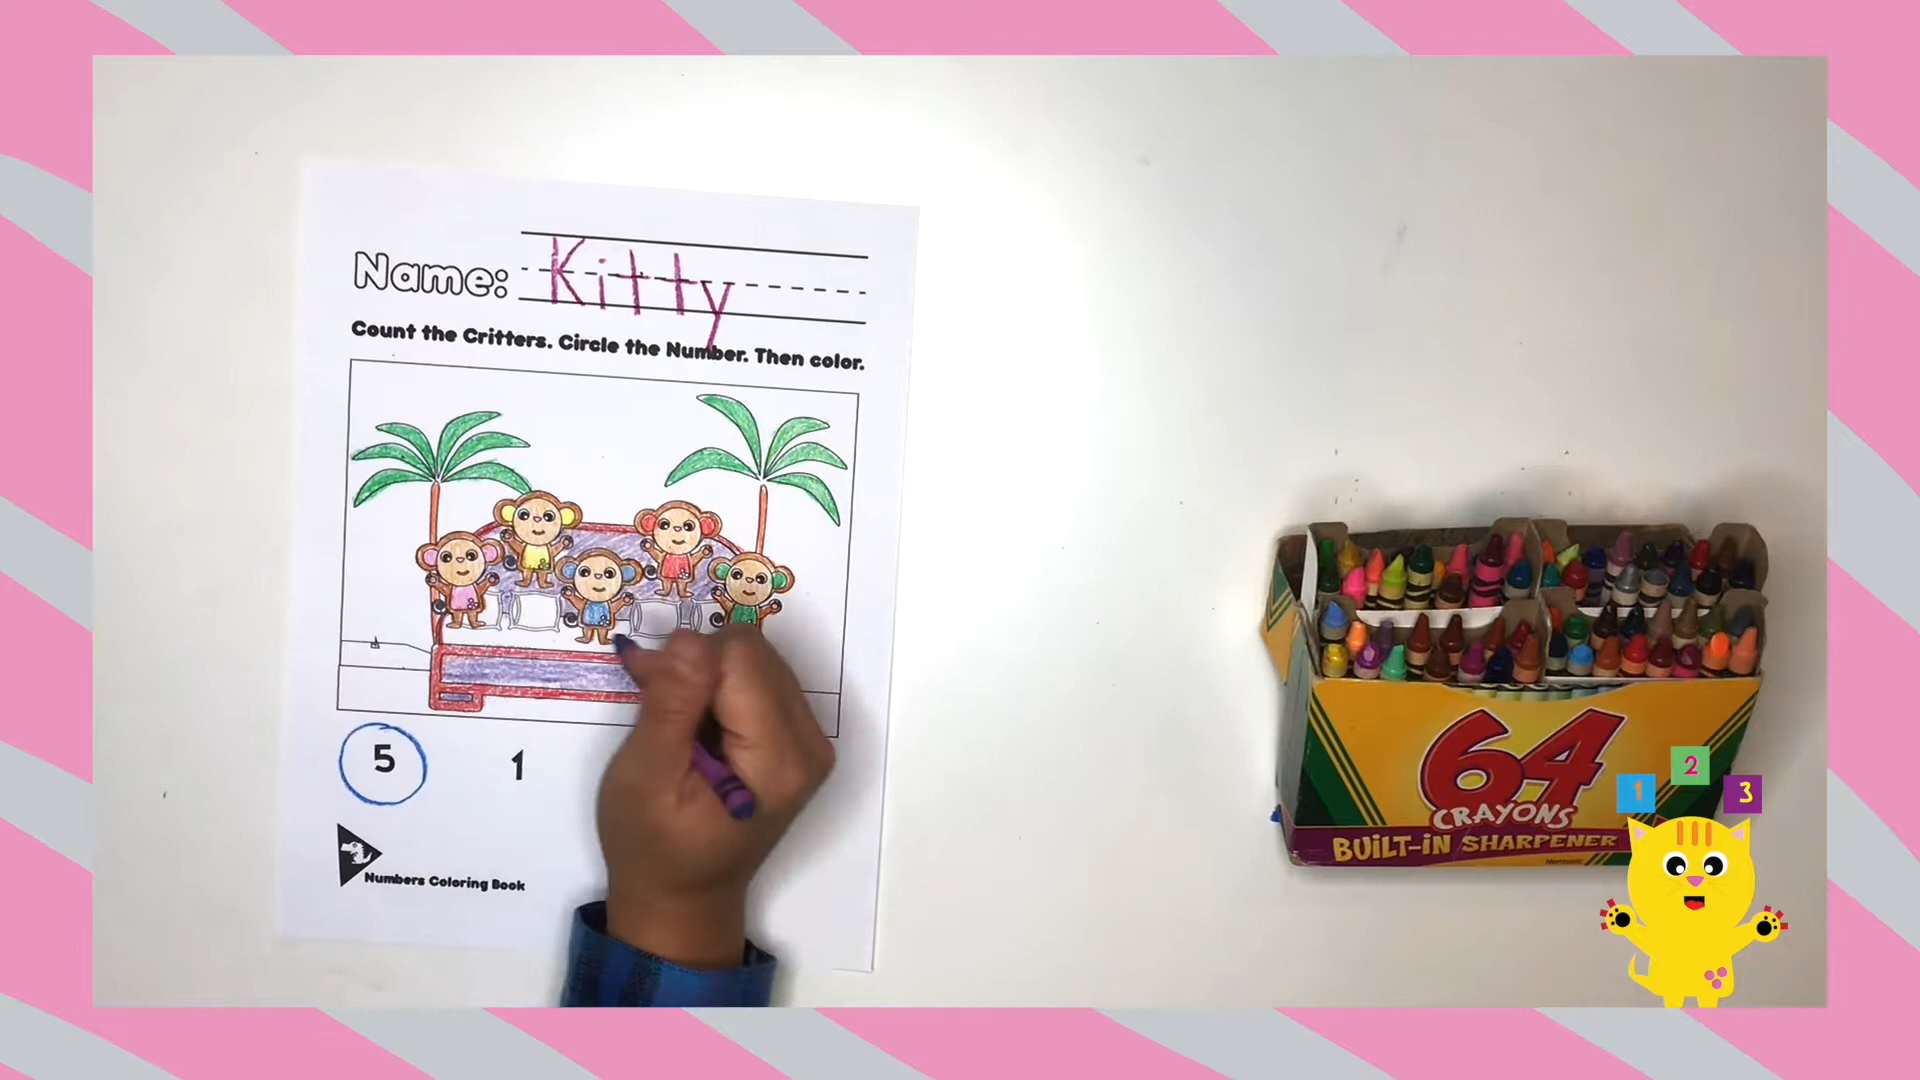 Name: Kitty
Count the Critters. Circle the Number. Then color.
5 1
Numbers Coloring Book
64
CRAYONS
BUILT-IN SHARPENER
1 2 3